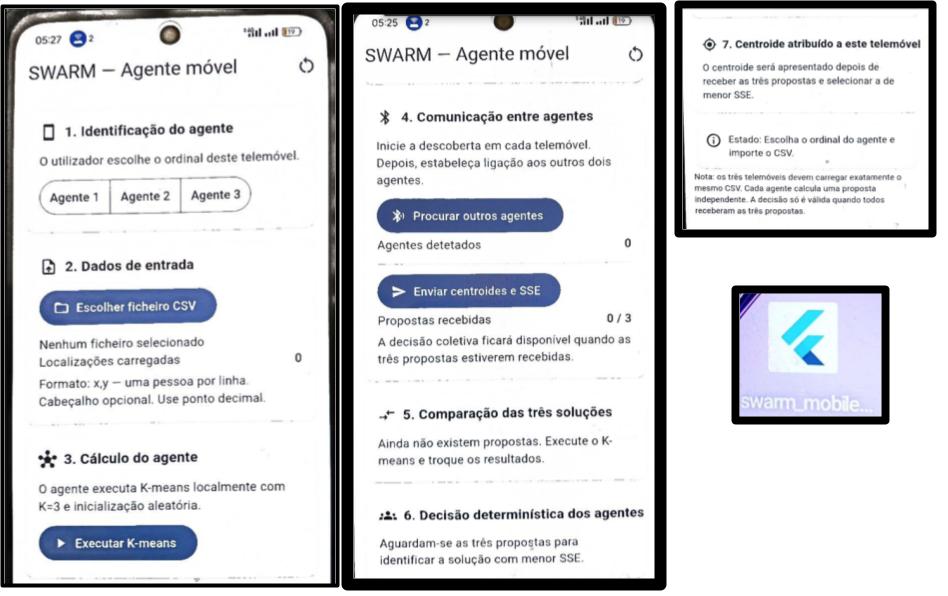 05:27 2 19
SWARM — Agente móvel
1. Identificação do agente
O utilizador escolhe o ordinal deste telemóvel.
Agente 1 Agente 2 Agente 3
2. Dados de entrada
Escolher ficheiro CSV
Nenhum ficheiro selecionado
Localizações carregadas 0
Formato: x,y — uma pessoa por linha.
Cabeçalho opcional. Use ponto decimal.
3. Cálculo do agente
O agente executa K-means localmente com
K=3 e inicialização aleatória.
Executar K-means
05:25 2 19
SWARM — Agente móvel
4. Comunicação entre agentes
Inicie a descoberta em cada telemóvel.
Depois, estabeleça ligação aos outros dois
agentes.
Procurar outros agentes
Agentes detetados 0
Enviar centroides e SSE
Propostas recebidas 0 / 3
A decisão coletiva ficará disponível quando as
três propostas estiverem recebidas.
5. Comparação das três soluções
Ainda não existem propostas. Execute o K-
means e troque os resultados.
6. Decisão determinística dos agentes
Aguardam-se as três propostas para
identificar a solução com menor SSE.
7. Centroide atribuído a este telemóvel
O centroide será apresentado depois de
receber as três propostas e selecionar a de
menor SSE.
Estado: Escolha o ordinal do agente e
importe o CSV.
Nota: os três telemóveis devem carregar exatamente o
mesmo CSV. Cada agente calcula uma proposta
independente. A decisão só é válida quando todos
receberam as três propostas.
swarm_mobile...